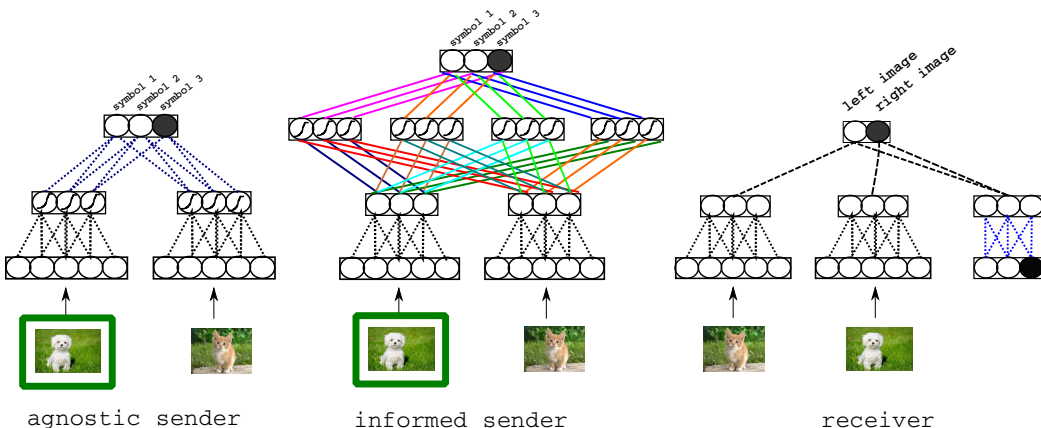 symbol 1
symbol 2
symbol 3
symbol 1
symbol 2
symbol 3
left image
right image
agnostic sender
informed sender
receiver